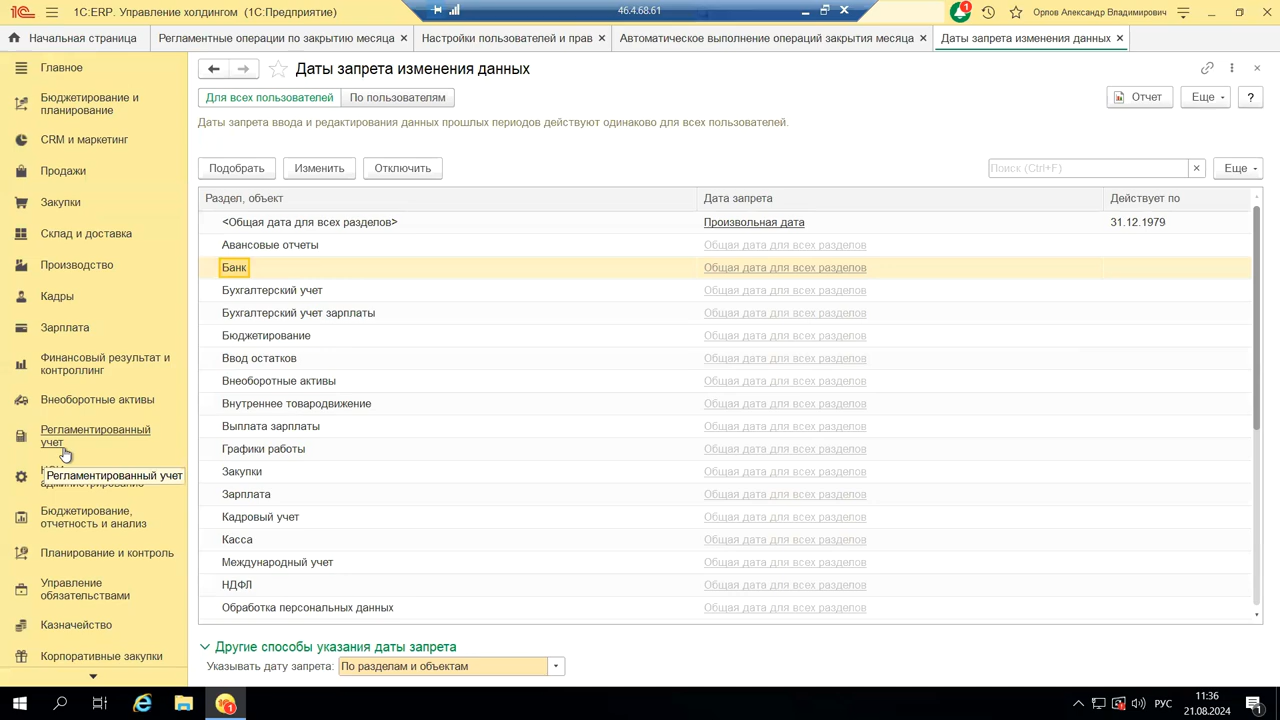 1С:ERP. Управление холдингом (1С:Предприятие)
46.4.68.61
1
Орлов Александр Владимирович
Начальная страница
Регламентные операции по закрытию месяца
Настройки пользователей и прав
Автоматическое выполнение операций закрытия месяца
Даты запрета изменения данных
Главное
Бюджетирование и
планирование
CRM и маркетинг
Продажи
Закупки
Склад и доставка
Производство
Кадры
Зарплата
Финансовый результат и
контроллинг
Внеоборотные активы
Регламентированный
учет
Регламентированный учет
Бюджетирование,
отчетность и анализ
Планирование и контроль
Управление
обязательствами
Казначейство
Корпоративные закупки
Даты запрета изменения данных
Для всех пользователей
По пользователям
Отчет
Еще
?
Даты запрета ввода и редактирования данных прошлых периодов действуют одинаково для всех пользователей.
Подобрать
Изменить
Отключить
Поиск (Ctrl+F)
Еще
Раздел, объект Дата запрета Действует по
<Общая дата для всех разделов> Произвольная дата 31.12.1979
Авансовые отчеты Общая дата для всех разделов
Банк Общая дата для всех разделов
Бухгалтерский учет Общая дата для всех разделов
Бухгалтерский учет зарплаты Общая дата для всех разделов
Бюджетирование Общая дата для всех разделов
Ввод остатков Общая дата для всех разделов
Внеоборотные активы Общая дата для всех разделов
Внутреннее товародвижение Общая дата для всех разделов
Выплата зарплаты Общая дата для всех разделов
Графики работы Общая дата для всех разделов
Закупки Общая дата для всех разделов
Зарплата Общая дата для всех разделов
Кадровый учет Общая дата для всех разделов
Касса Общая дата для всех разделов
Международный учет Общая дата для всех разделов
НДФЛ Общая дата для всех разделов
Обработка персональных данных Общая дата для всех разделов
Другие способы указания даты запрета
Указывать дату запрета: По разделам и объектам
1
РУС
11:36
21.08.2024
1